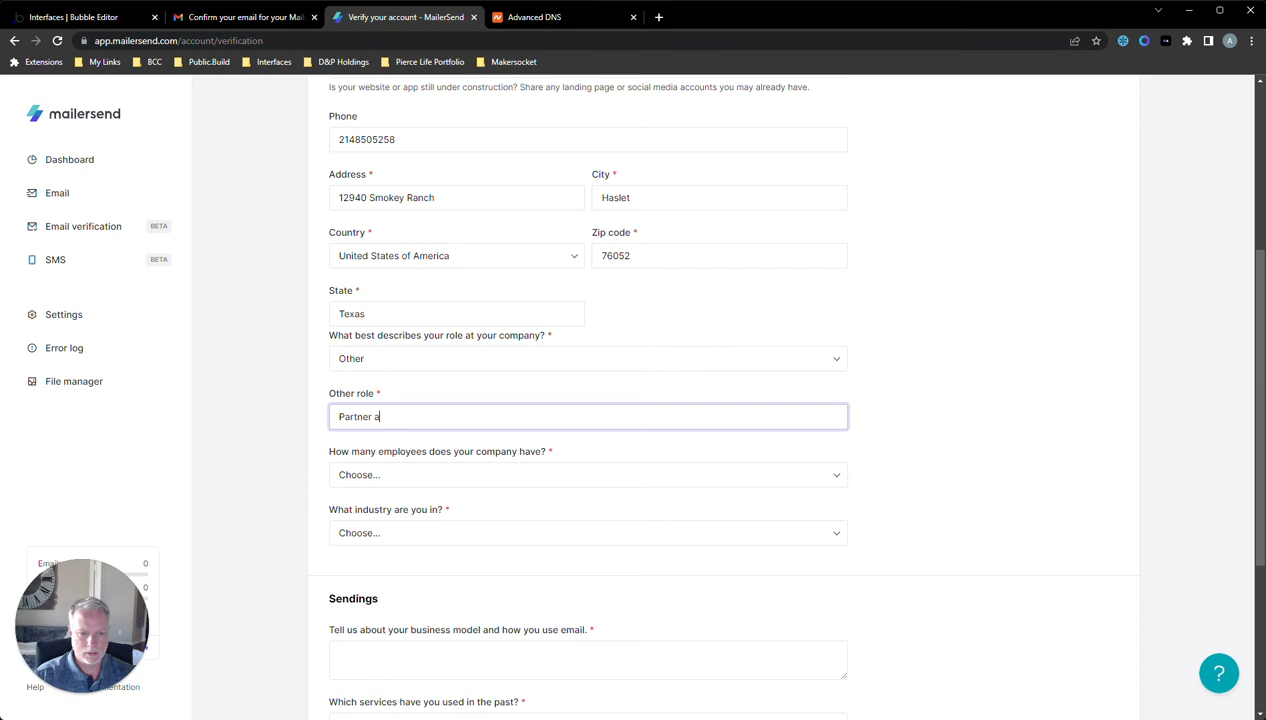 Interfaces | Bubble Editor
Confirm your email for your Mail
Verify your account - MailerSend
Advanced DNS
app.mailersend.com/account/verification
A
Extensions
My Links
BCC
Public.Build
Interfaces
D&P Holdings
Pierce Life Portfolio
Makersocket
mailersend
Dashboard
Email
Email verification BETA
SMS BETA
Settings
Error log
File manager
Email 0
0
Help
Is your website or app still under construction? Share any landing page or social media accounts you may already have.
Phone
2148505258
Address * City *
12940 Smokey Ranch Haslet
Country * Zip code *
United States of America 76052
State *
Texas
What best describes your role at your company? *
Other
Other role *
Partner a
How many employees does your company have? *
Choose...
What industry are you in? *
Choose...
Sendings
Tell us about your business model and how you use email. *
Which services have you used in the past? *
?